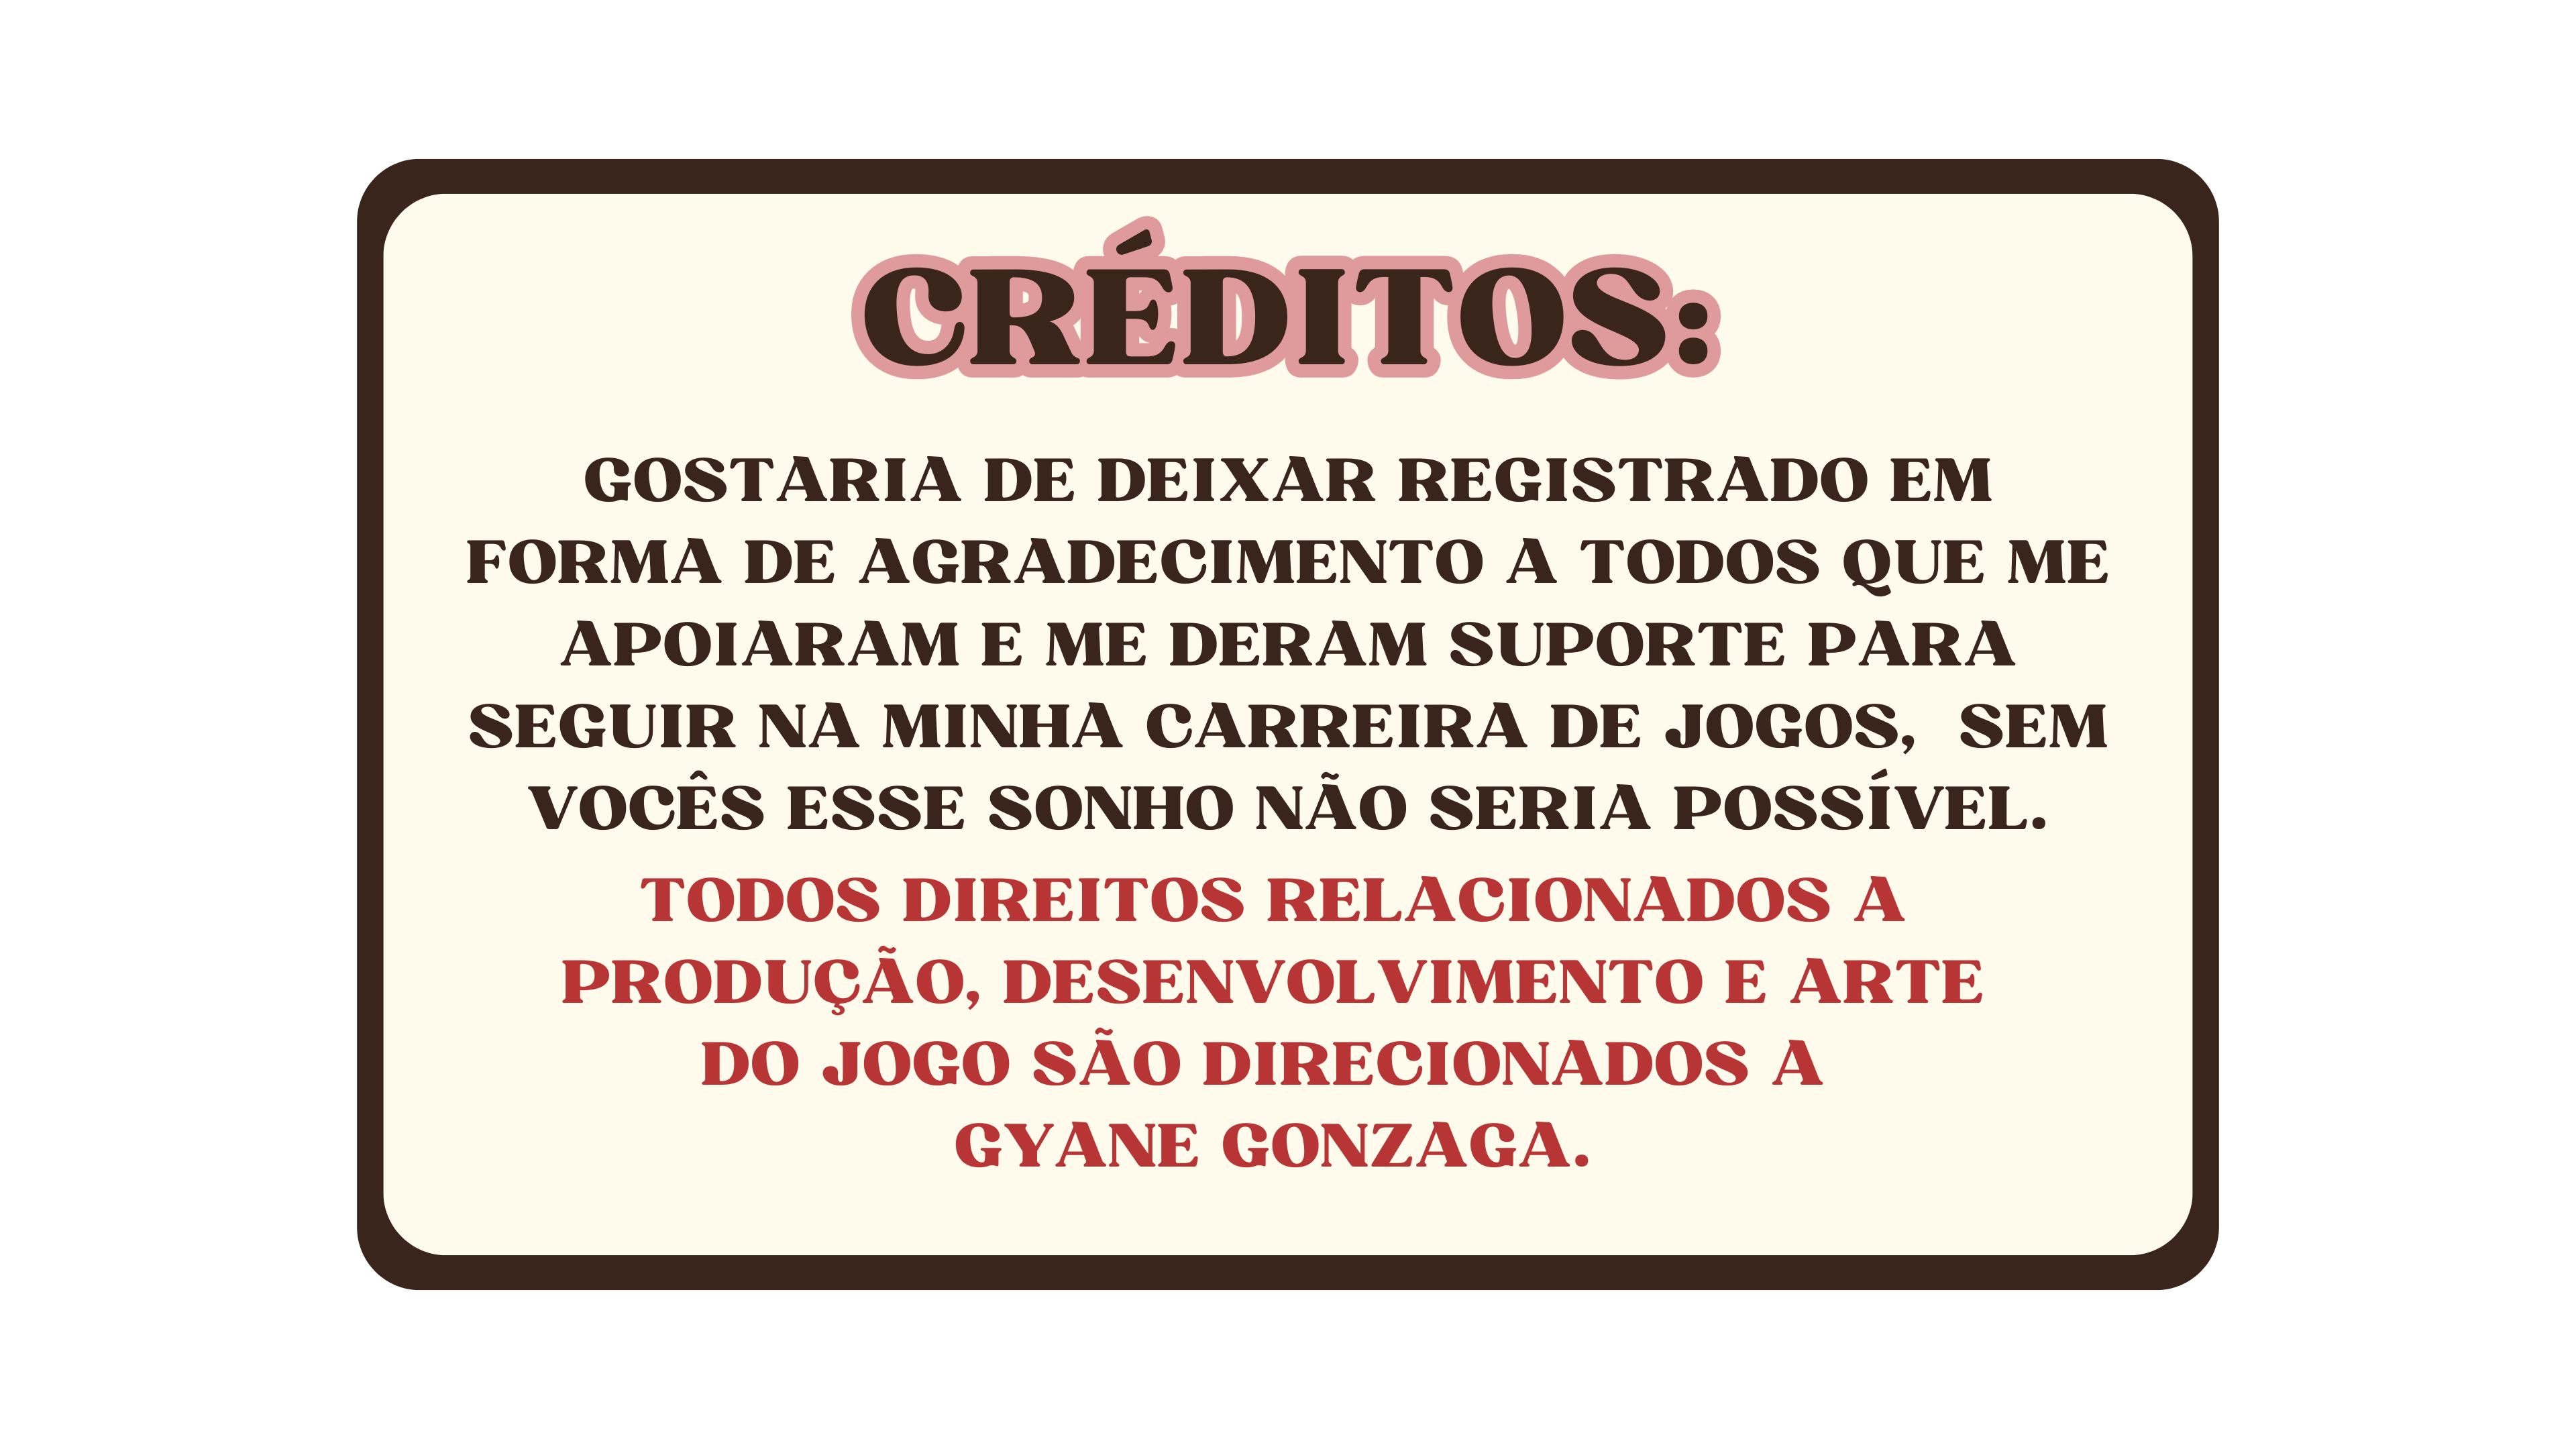 CRÉDITOS:
GOSTARIA DE DEIXAR REGISTRADO EM
FORMA DE AGRADECIMENTO A TODOS QUE ME
APOIARAM E ME DERAM SUPORTE PARA
SEGUIR NA MINHA CARREIRA DE JOGOS,  SEM
VOCÊS ESSE SONHO NÃO SERIA POSSÍVEL.
TODOS DIREITOS RELACIONADOS A
PRODUÇÃO, DESENVOLVIMENTO E ARTE
DO JOGO SÃO DIRECIONADOS A
GYANE GONZAGA.